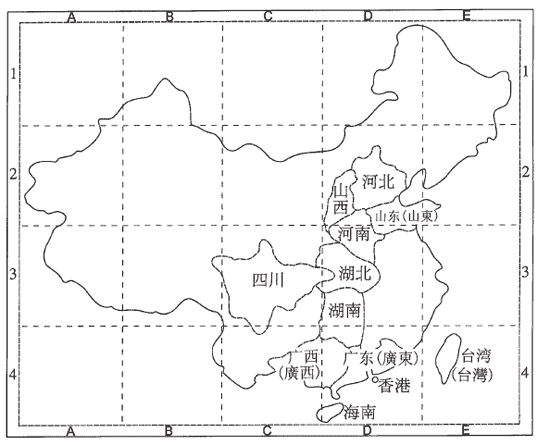 A B C D E
1 1
2 2
河北
山
西
山东(山東)
河南
3 3
四川
湖北
湖南
广西
(廣西)
广东(廣東)
台湾
(台灣)
4 4
香港
海南
A B C D E